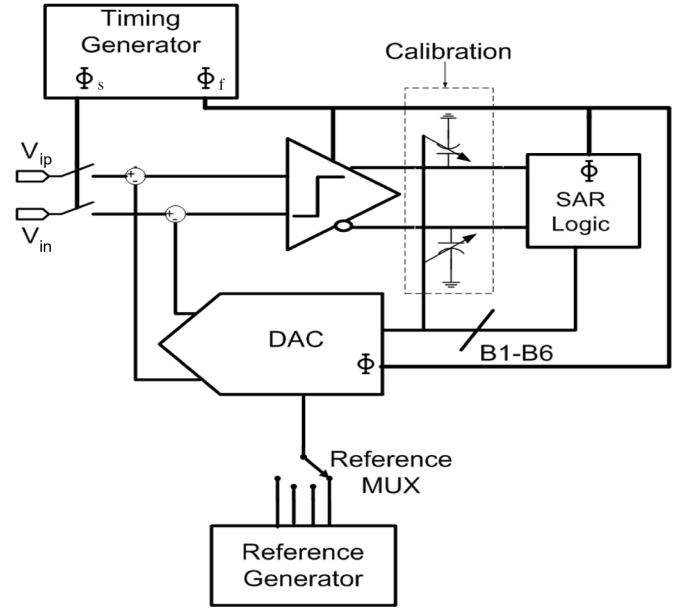 Timing
Generator
Φs Φf
Calibration
Vip
Φ
SAR
Logic
Vin
DAC
B1-B6
Φ
Reference
MUX
Reference
Generator